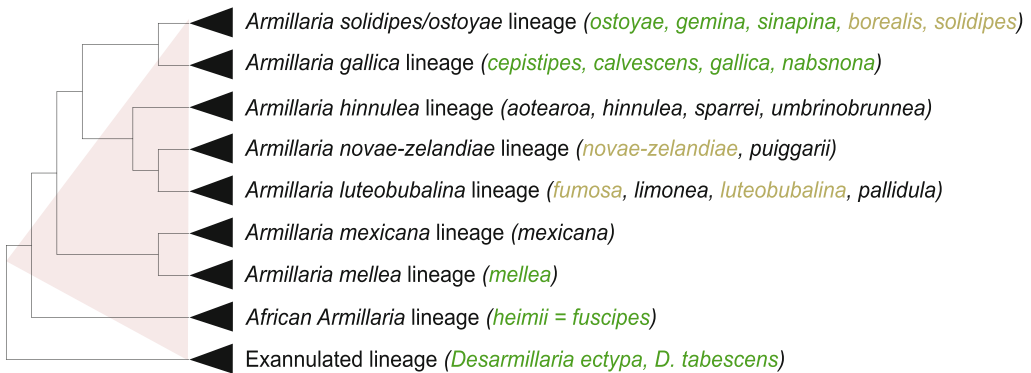 Armillaria solidipes/ostoyae lineage (ostoyae, gemina, sinapina, borealis, solidipes)
Armillaria gallica lineage (cepistipes, calvescens, gallica, nabsnona)
Armillaria hinnulea lineage (aotearoa, hinnulea, sparrei, umbrinobrunnea)
Armillaria novae-zelandiae lineage (novae-zelandiae, puiggarii)
Armillaria luteobubalina lineage (fumosa, limonea, luteobubalina, pallidula)
Armillaria mexicana lineage (mexicana)
Armillaria mellea lineage (mellea)
African Armillaria lineage (heimii = fuscipes)
Exannulated lineage (Desarmillaria ectypa, D. tabescens)